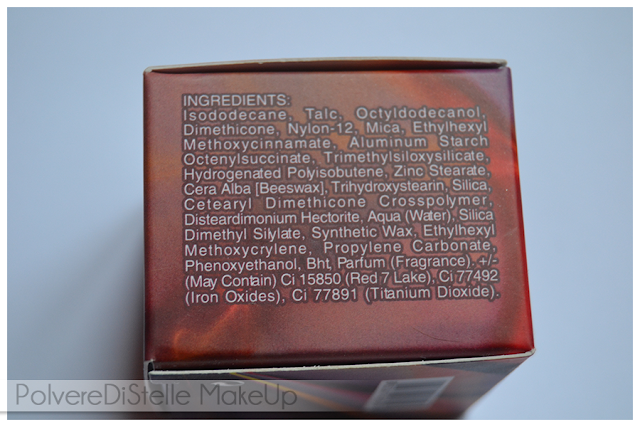 INGREDIENTS:
Isododecane, Talc, Octyldodecanol,
Dimethicone, Nylon-12, Mica, Ethylhexyl
Methoxycinnamate, Aluminum Starch
Octenylsuccinate, Trimethylsiloxysilicate,
Hydrogenated Polyisobutene, Zinc Stearate,
Cera Alba [Beeswax], Trihydroxystearin, Silica,
Cetearyl Dimethicone Crosspolymer,
Disteardimonium Hectorite, Aqua (Water), Silica
Dimethyl Silylate, Synthetic Wax, Ethylhexyl
Methoxycrylene, Propylene Carbonate,
Phenoxyethanol, Bht, Parfum (Fragrance). +/-
(May Contain) Ci 15850 (Red 7 Lake), Ci 77492
(Iron Oxides), Ci 77891 (Titanium Dioxide).
PolvereDiStelle MakeUp